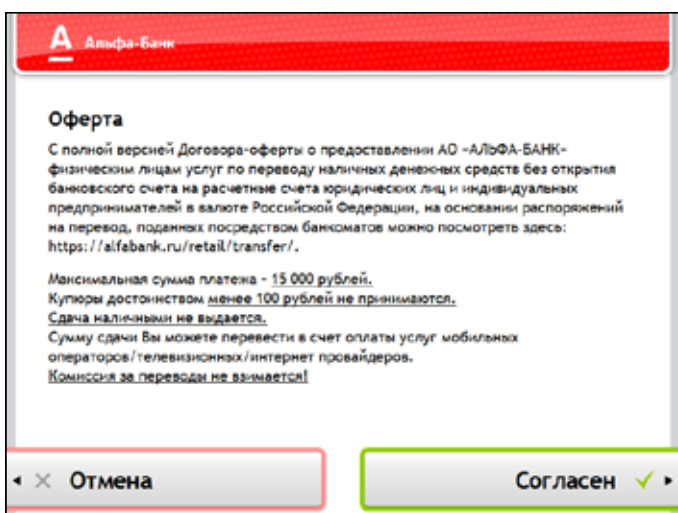 А Альфа-Банк
Оферта
С полной версией Договора-оферты о предоставлении АО «АЛЬФА-БАНК»
физическим лицам услуг по переводу наличных денежных средств без открытия
банковского счета на расчетные счета юридических лиц и индивидуальных
предпринимателей в валюте Российской Федерации, на основании распоряжений
на перевод, поданных посредством банкоматов можно посмотреть здесь:
https://alfabank.ru/retail/transfer/.
Максимальная сумма платежа – 15 000 рублей.
Купюры достоинством менее 100 рублей не принимаются.
Сдача наличными не выдается.
Сумму сдачи Вы можете перевести в счет оплаты услуг мобильных
операторов/телевизионных/интернет провайдеров.
Комиссия за переводы не взимается!
Отмена
Согласен